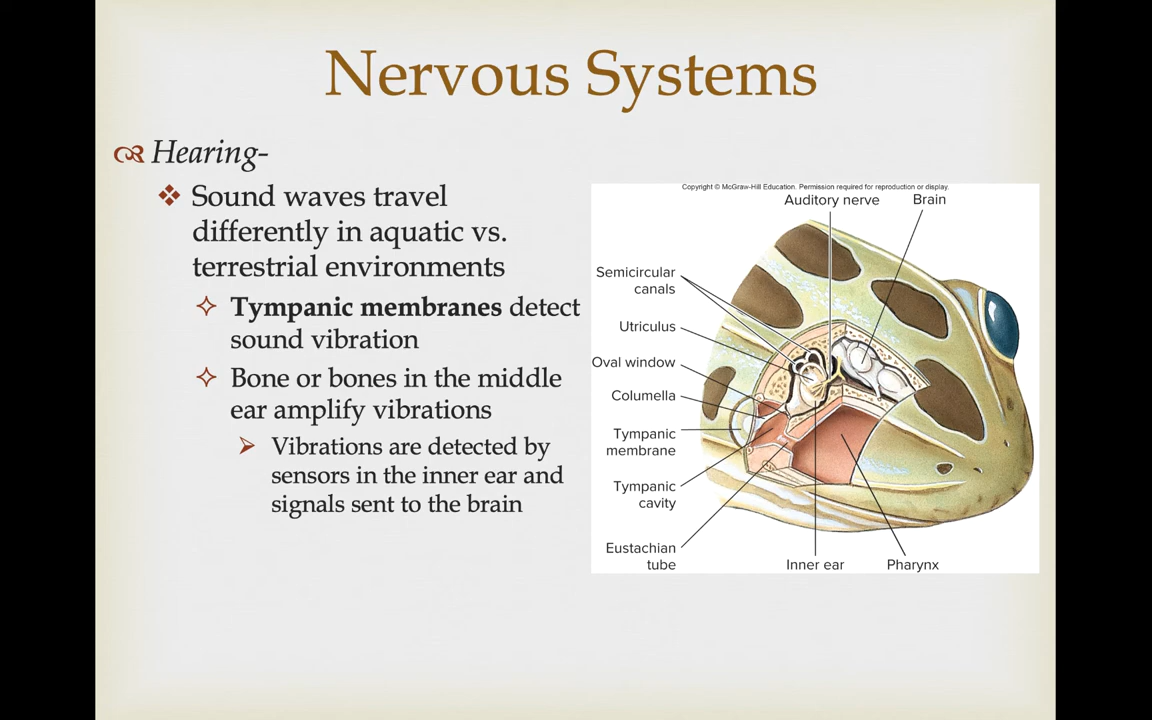 Nervous Systems
Hearing-
Sound waves travel
differently in aquatic vs.
terrestrial environments
Tympanic membranes detect
sound vibration
Bone or bones in the middle
ear amplify vibrations
Vibrations are detected by
sensors in the inner ear and
signals sent to the brain
Copyright © McGraw-Hill Education. Permission required for reproduction or display.
Auditory nerve
Brain
Semicircular
canals
Utriculus
Oval window
Columella
Tympanic
membrane
Tympanic
cavity
Eustachian
tube
Inner ear
Pharynx